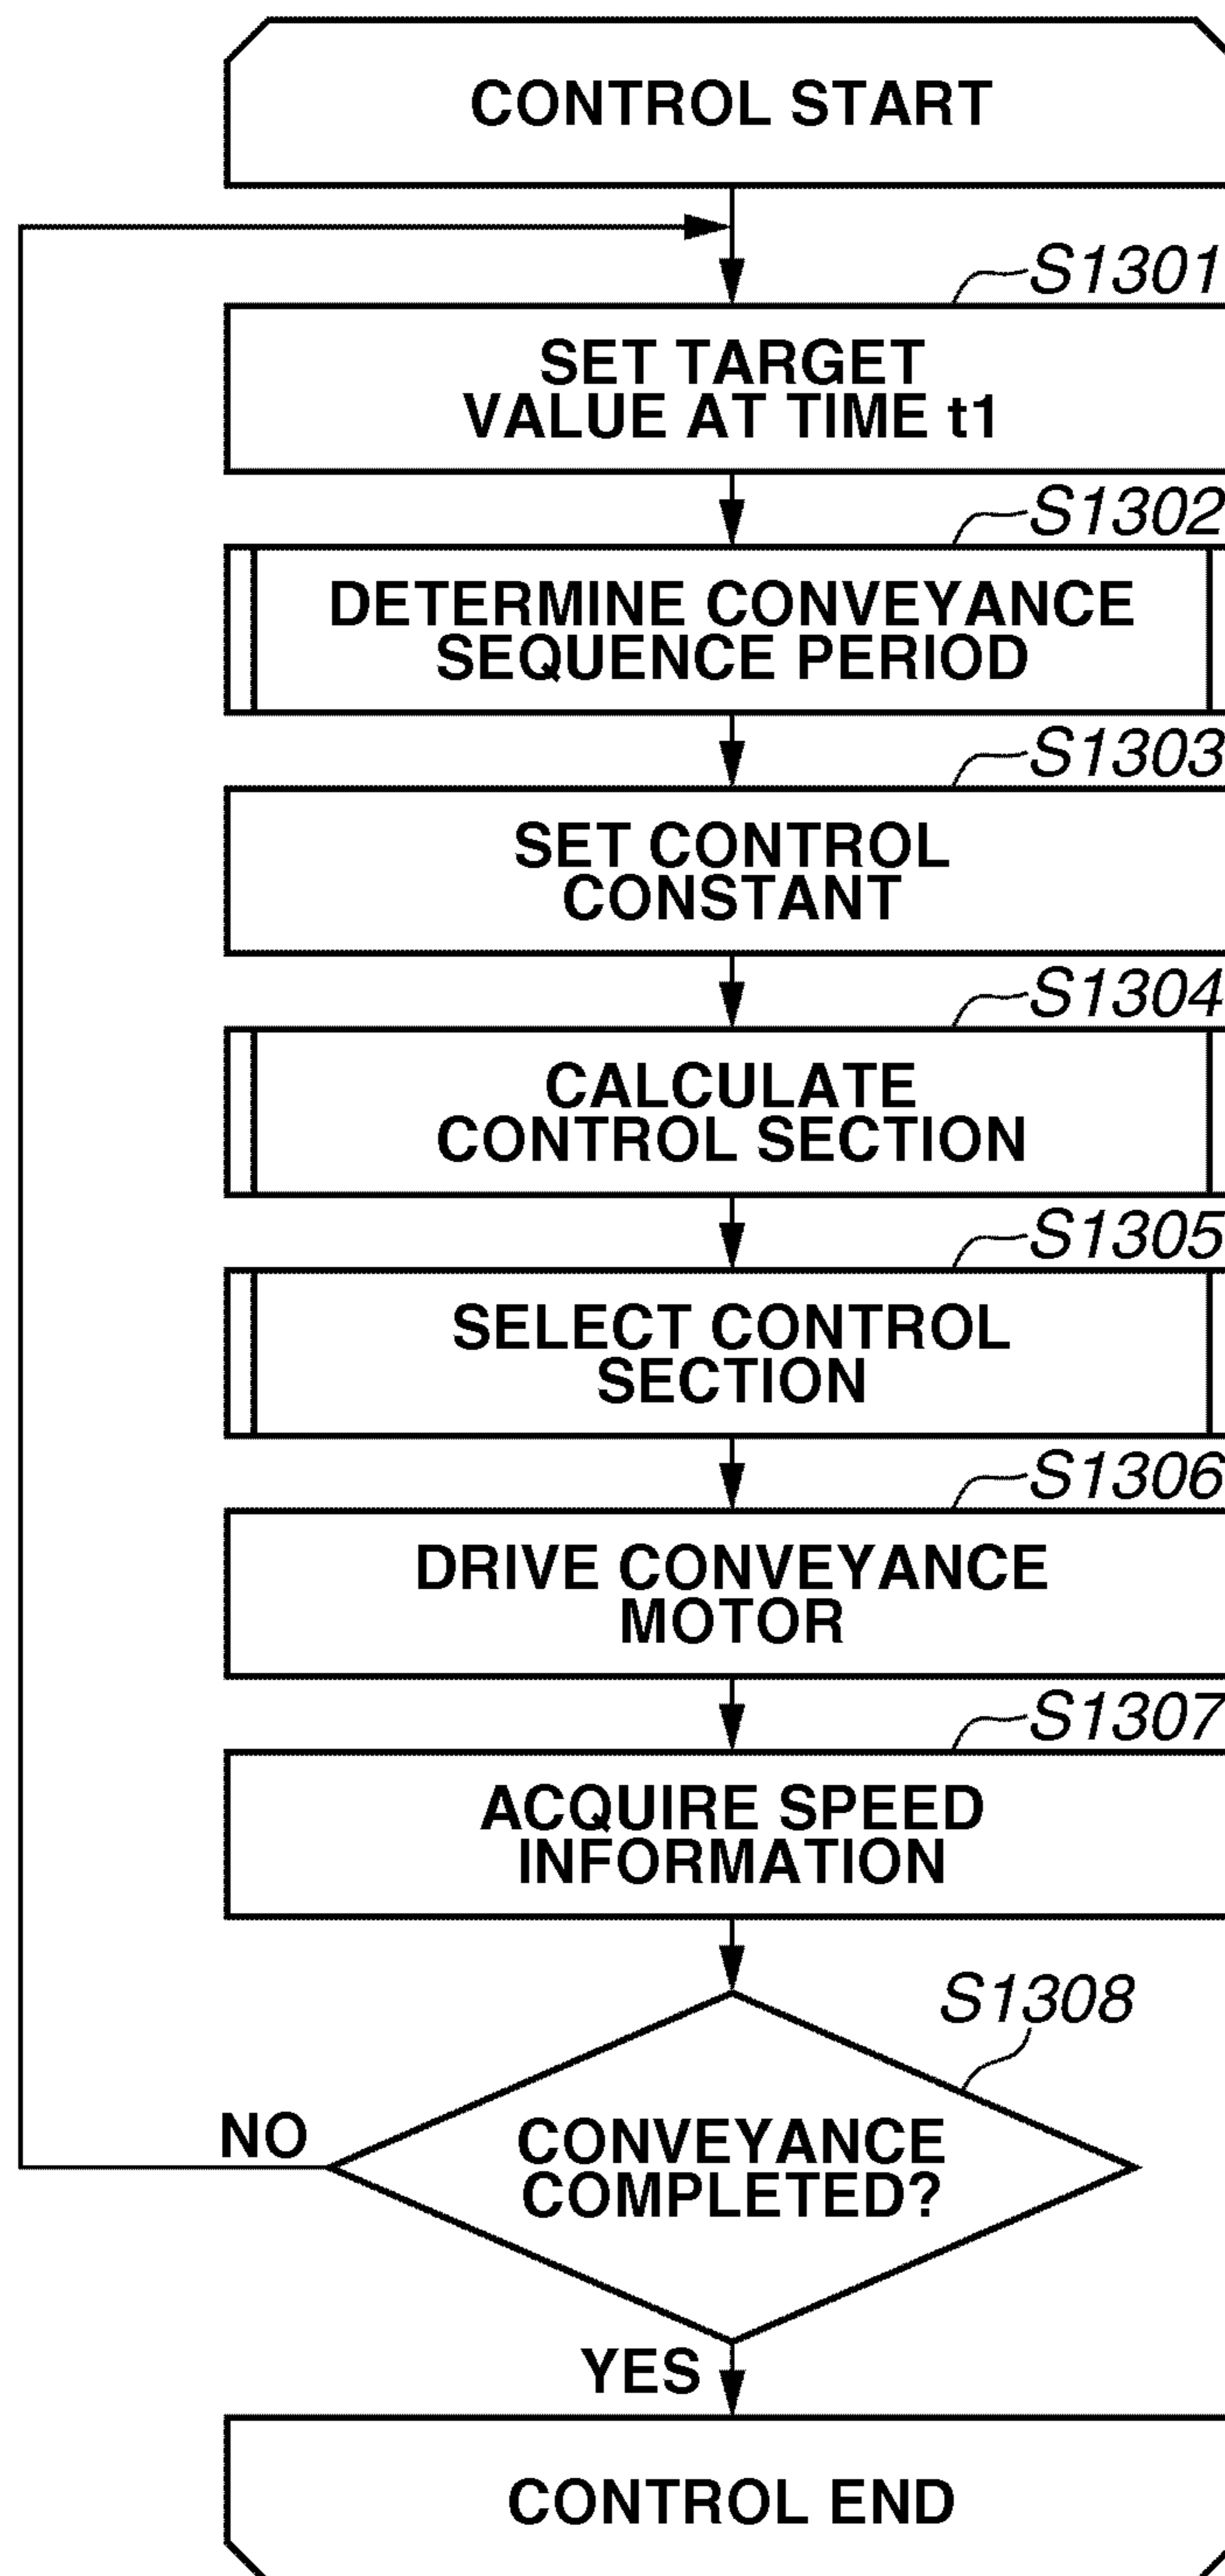 CONTROL START
S1301
SET TARGET
VALUE AT TIME t1
S1302
DETERMINE CONVEYANCE
SEQUENCE PERIOD
S1303
SET CONTROL
CONSTANT
S1304
CALCULATE
CONTROL SECTION
S1305
SELECT CONTROL
SECTION
S1306
DRIVE CONVEYANCE
MOTOR
S1307
ACQUIRE SPEED
INFORMATION
S1308
NO
CONVEYANCE
COMPLETED?
YES
CONTROL END